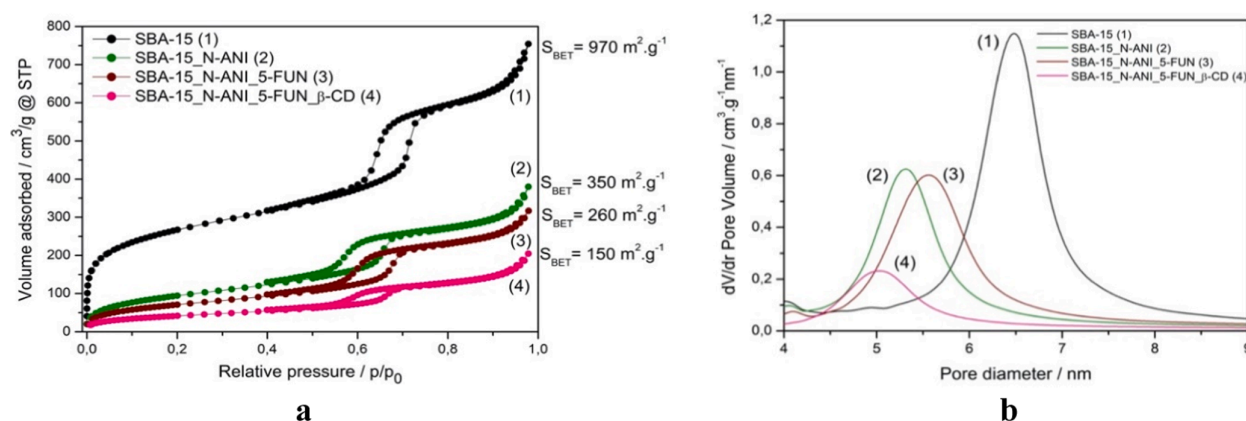 800
700
600
500
400
300
200
100
0
Volume adsorbed / cm³/g @ STP
SBA-15 (1)
SBA-15_N-ANI (2)
SBA-15_N-ANI_5-FUN (3)
SBA-15_N-ANI_5-FUN_β-CD (4)
(1)
(2)
(3)
(4)
S_BET = 970 m².g⁻¹
S_BET = 350 m².g⁻¹
S_BET = 260 m².g⁻¹
S_BET = 150 m².g⁻¹
0,0 0,2 0,4 0,6 0,8 1,0
Relative pressure / p/p₀
a
1,2
1,0
0,8
0,6
0,4
0,2
0,0
dV/dr Pore Volume / cm³.g.nm⁻¹
SBA-15 (1)
SBA-15_N-ANI (2)
SBA-15_N-ANI_5-FUN (3)
SBA-15_N-ANI_5-FUN_β-CD (4)
(1)
(2)
(3)
(4)
4 5 6 7 8 9
Pore diameter / nm
b